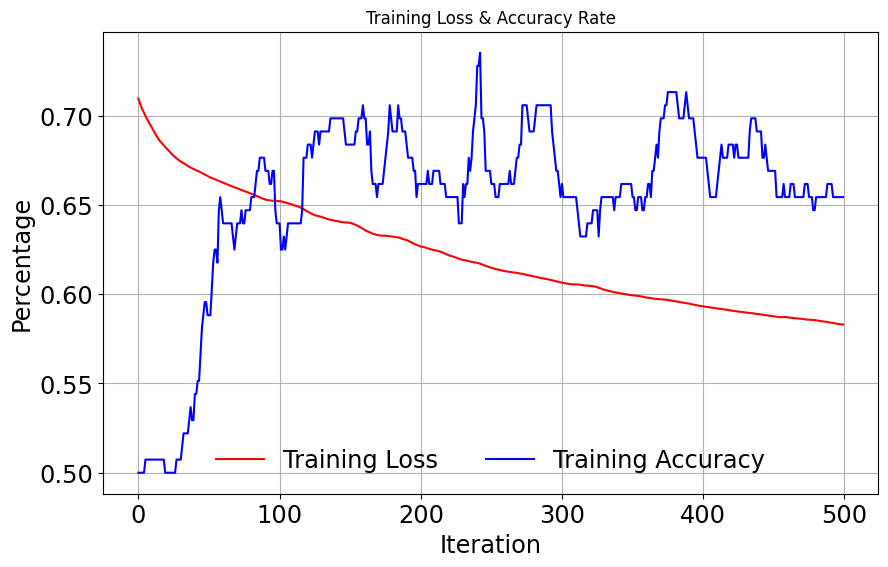 Training Loss & Accuracy Rate
Percentage
0.70
0.65
0.60
0.55
0.50
Training Loss Training Accuracy
0 100 200 300 400 500
Iteration